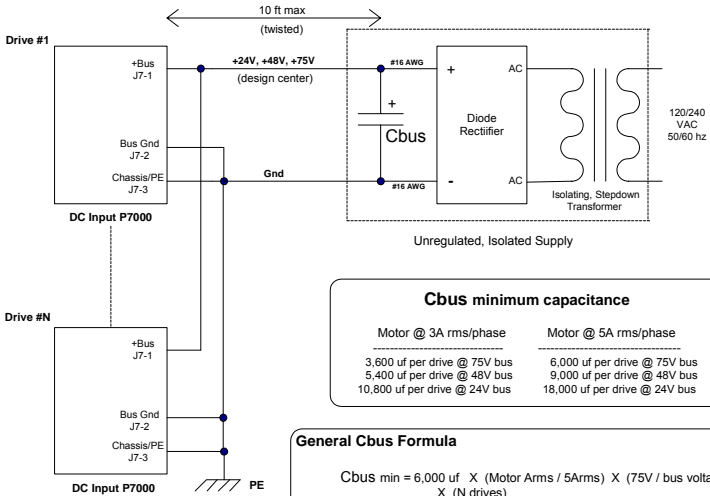 10 ft max
(twisted)
Drive #1
+Bus
J7-1
+24V, +48V, +75V
(design center)
#16 AWG
+
Cbus
+
-
Diode
Rectiifier
AC
AC
Isolating, Stepdown
Transformer
120/240
VAC
50/60 hz
Bus Gnd
J7-2
Chassis/PE
J7-3
Gnd
#16 AWG
DC Input P7000
Unregulated, Isolated Supply
Cbus minimum capacitance
Motor @ 3A rms/phase Motor @ 5A rms/phase
3,600 uf per drive @ 75V bus 6,000 uf per drive @ 75V bus
5,400 uf per drive @ 48V bus 9,000 uf per drive @ 48V bus
10,800 uf per drive @ 24V bus 18,000 uf per drive @ 24V bus
Drive #N
+Bus
J7-1
Bus Gnd
J7-2
Chassis/PE
J7-3
DC Input P7000
PE
General Cbus Formula
Cbus min = 6,000 uf X (Motor Arms / 5Arms) X (75V / bus
X (N drives)